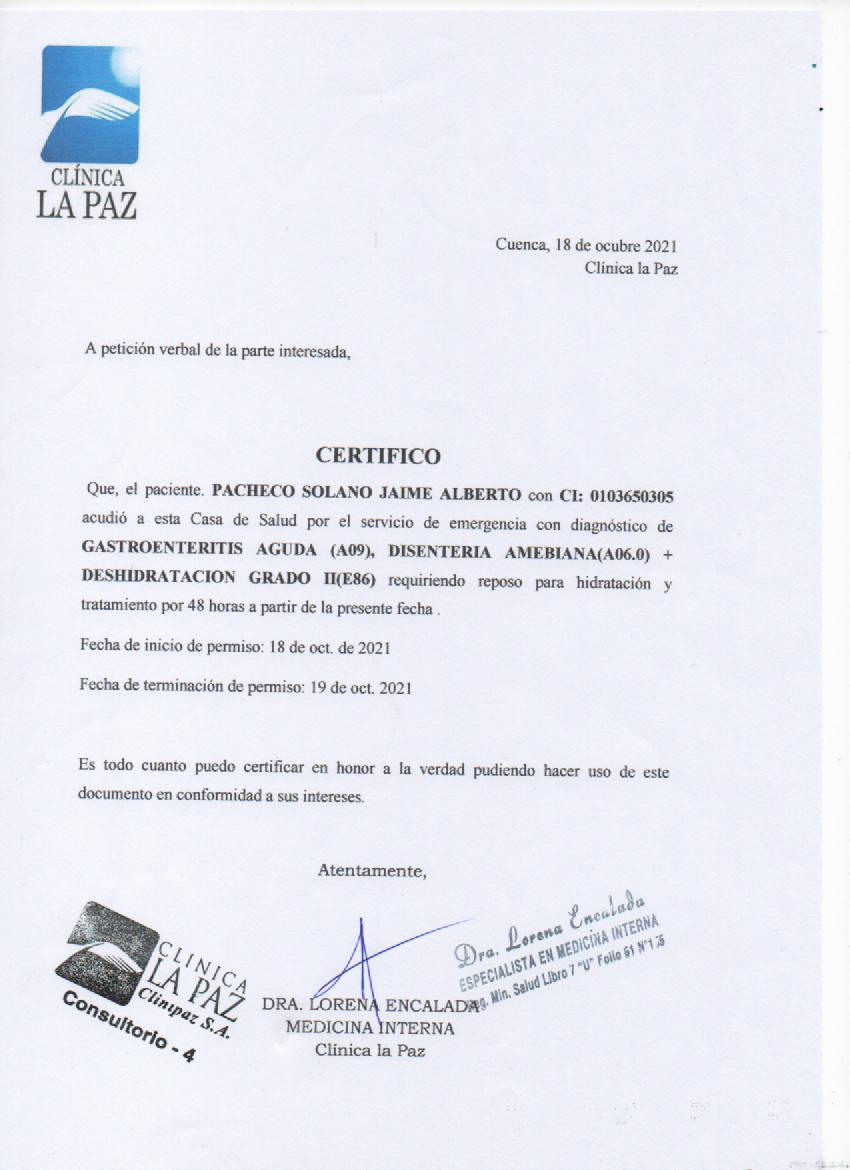 CLÍNICA
LA PAZ
Cuenca, 18 de ocubre 2021
Clínica la Paz
A petición verbal de la parte interesada,
CERTIFICO
Que, el paciente. PACHECO SOLANO JAIME ALBERTO con CI: 0103650305
acudió a esta Casa de Salud por el servicio de emergencia con diagnóstico de
GASTROENTERITIS AGUDA (A09), DISENTERIA AMEBIANA(A06.0) +
DESHIDRATACION GRADO II(E86) requiriendo reposo para hidratación y
tratamiento por 48 horas a partir de la presente fecha .
Fecha de inicio de permiso: 18 de oct. de 2021
Fecha de terminación de permiso: 19 de oct. 2021
Es todo cuanto puedo certificar en honor a la verdad pudiendo hacer uso de este
documento en conformidad a sus intereses.
Atentamente,
CLINICA
LA PAZ
Clinipaz S.A.
Consultorio - 4
Dra. Lorena Encalada
ESPECIALISTA EN MEDICINA INTERNA
Min. Salud Libro 7 "U" Folio 61
DRA. LORENA ENCALADA
MEDICINA INTERNA
Clínica la Paz